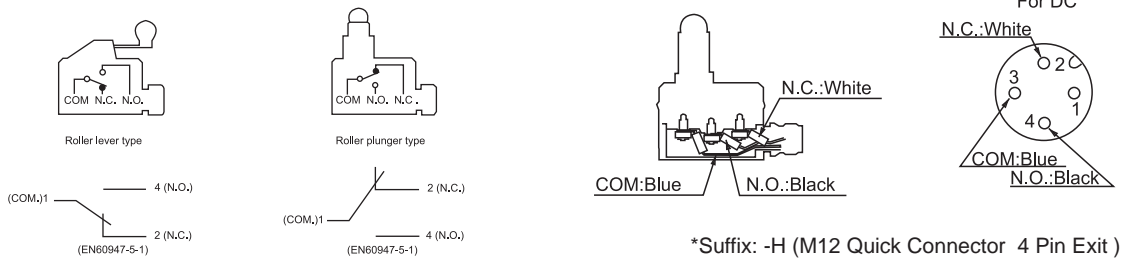 COM N.C. N.O.
Roller lever type
4 (N.O.)
(COM.)1
2 (N.C.)
(EN60947-5-1)
COM N.O. N.C.
Roller plunger type
2 (N.C.)
(COM.)1
4 (N.O.)
(EN60947-5-1)
N.C.:White
COM:Blue
N.O.:Black
For DC
N.C.:White
2
3
1
4
COM:Blue
N.O.:Black
*Suffix: -H (M12 Quick Connector 4 Pin Exit )